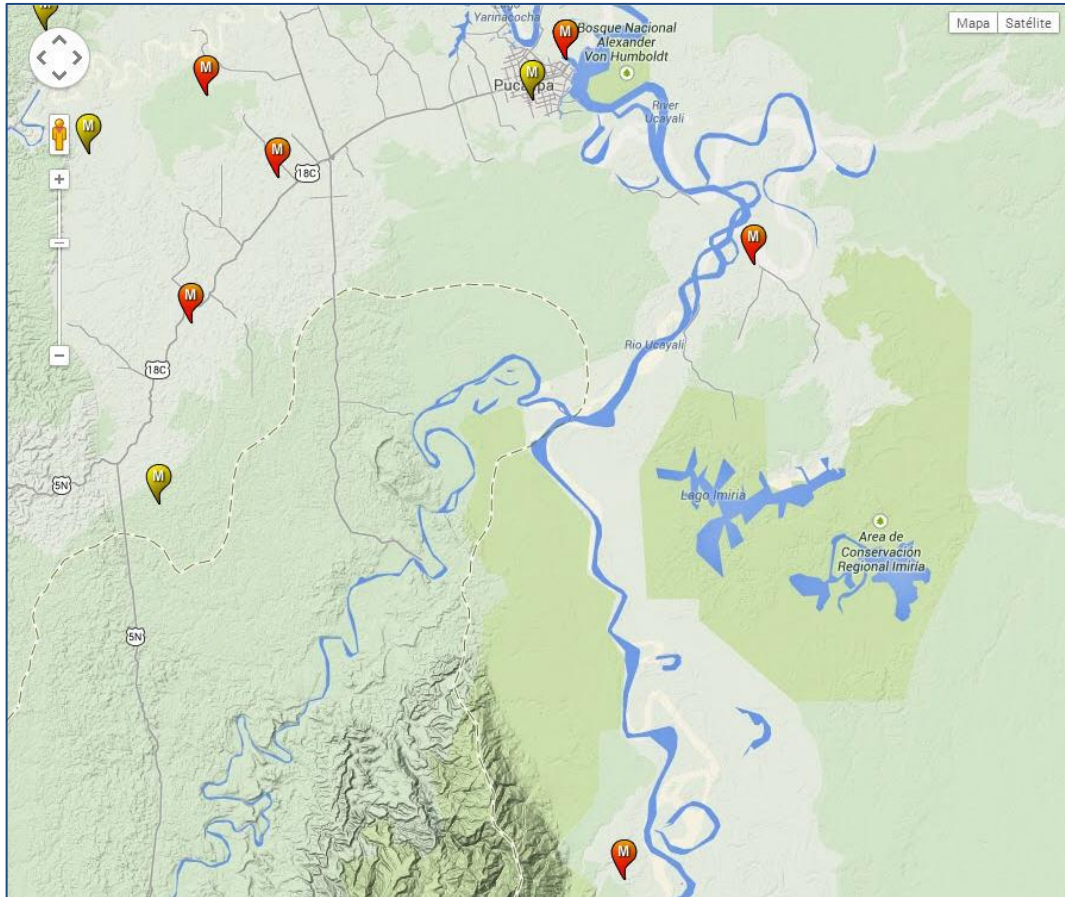 Mapa
Satélite
M
Yarinacocha
M
Bosque Nacional
Alexander
Von Humboldt
M
M
Pucallpa
River
Ucayali
M
M
18C
M
M
Rio Ucayali
18C
M
5N
Lago Imiria
Area de
Conservación
Regional Imiria
5N
M